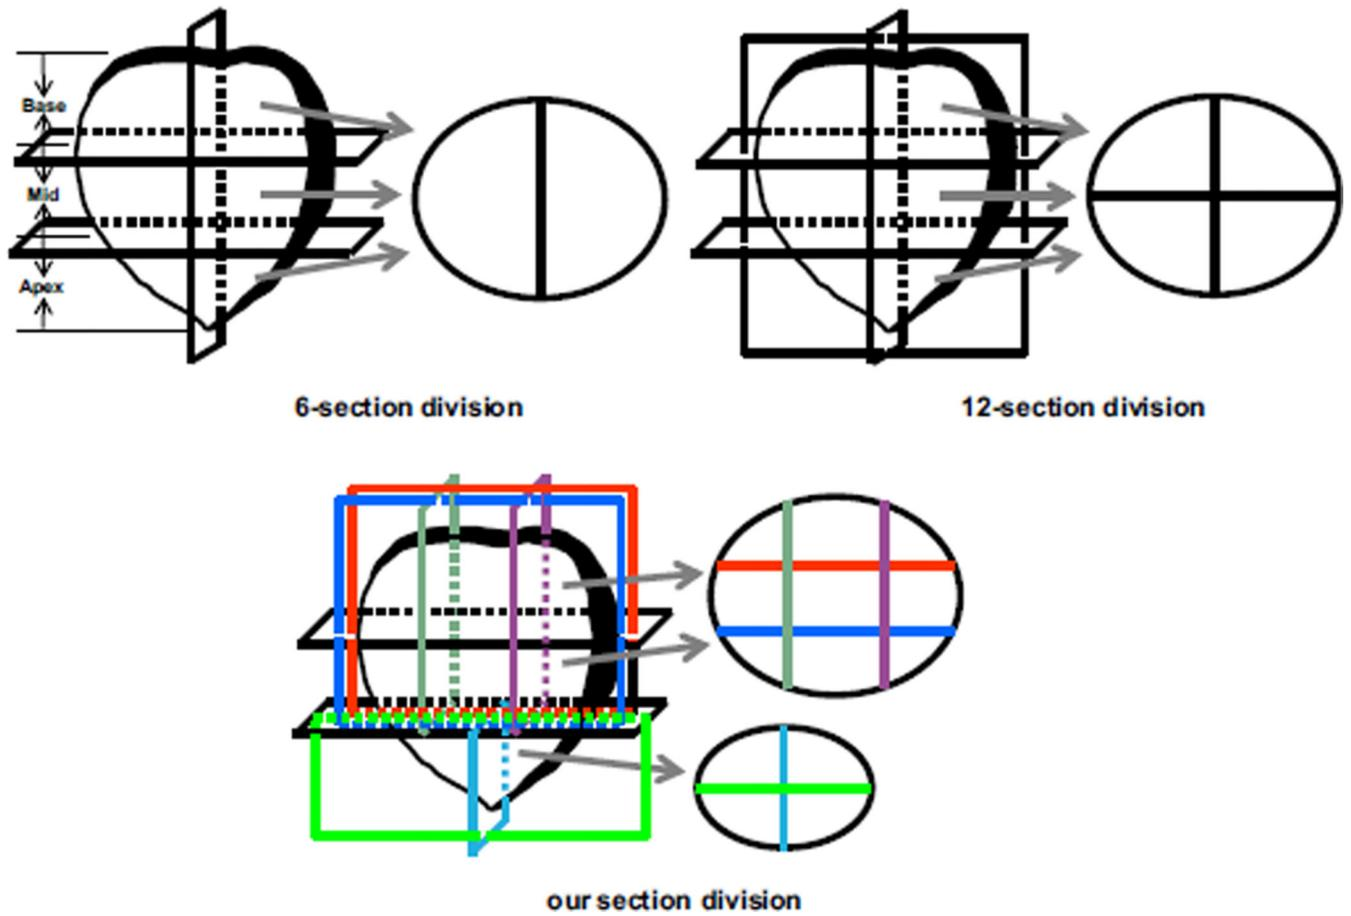 Base
Mid
Apex
6-section division
12-section division
our section division